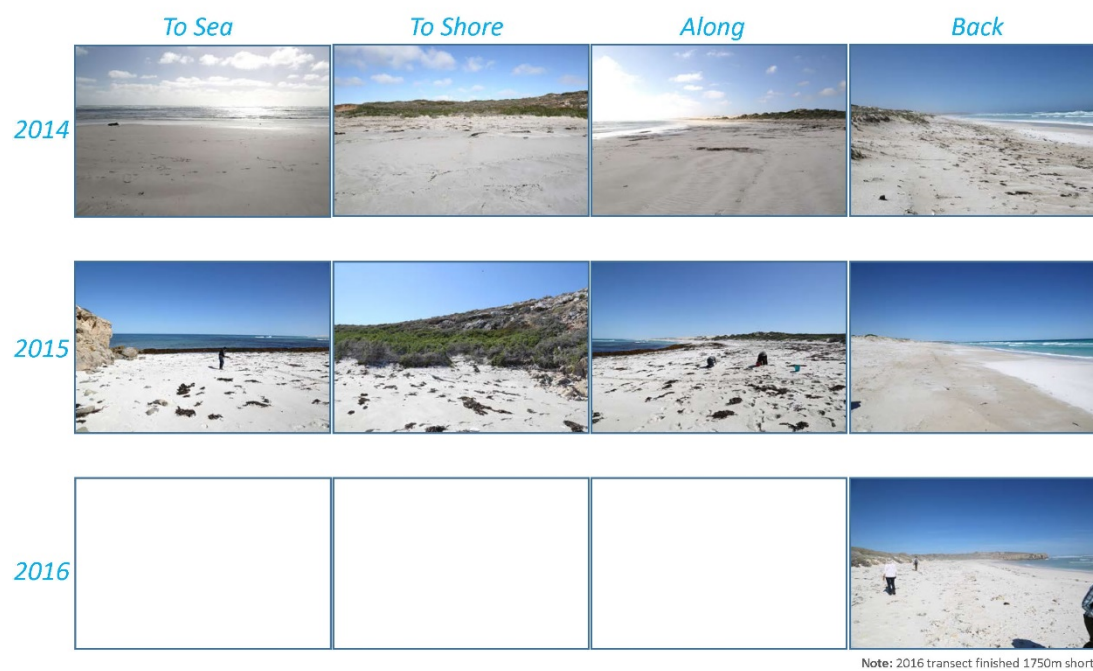 To Sea To Shore Along Back
2014
2015
2016
Note: 2016 transect finished 1750m short